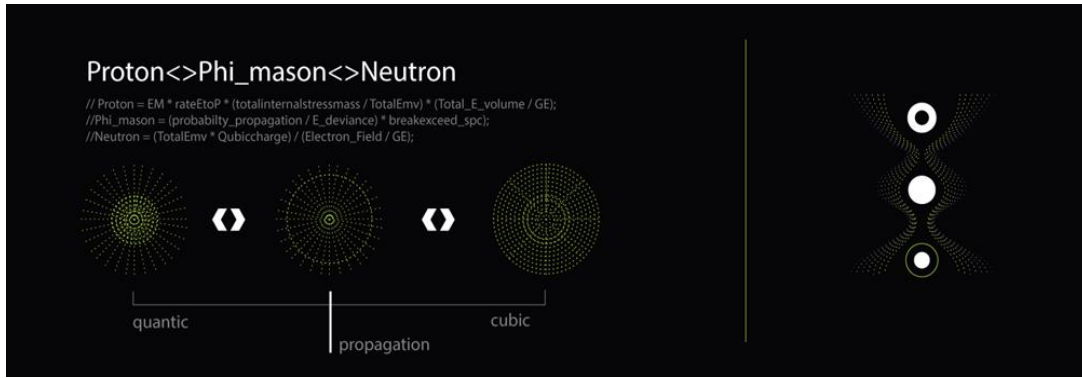 Proton<>Phi_mason<>Neutron
// Proton = EM * rateEtoP * (totalinternalstressmass / TotalEmv) * (Total_E_volume / GE);
//Phi_mason = (probabilty_propagation / E_deviance) * breakexceed_spc);
//Neutron = (TotalEmv * Qubiccharge) / (Electron_Field / GE);
quantic
cubic
propagation